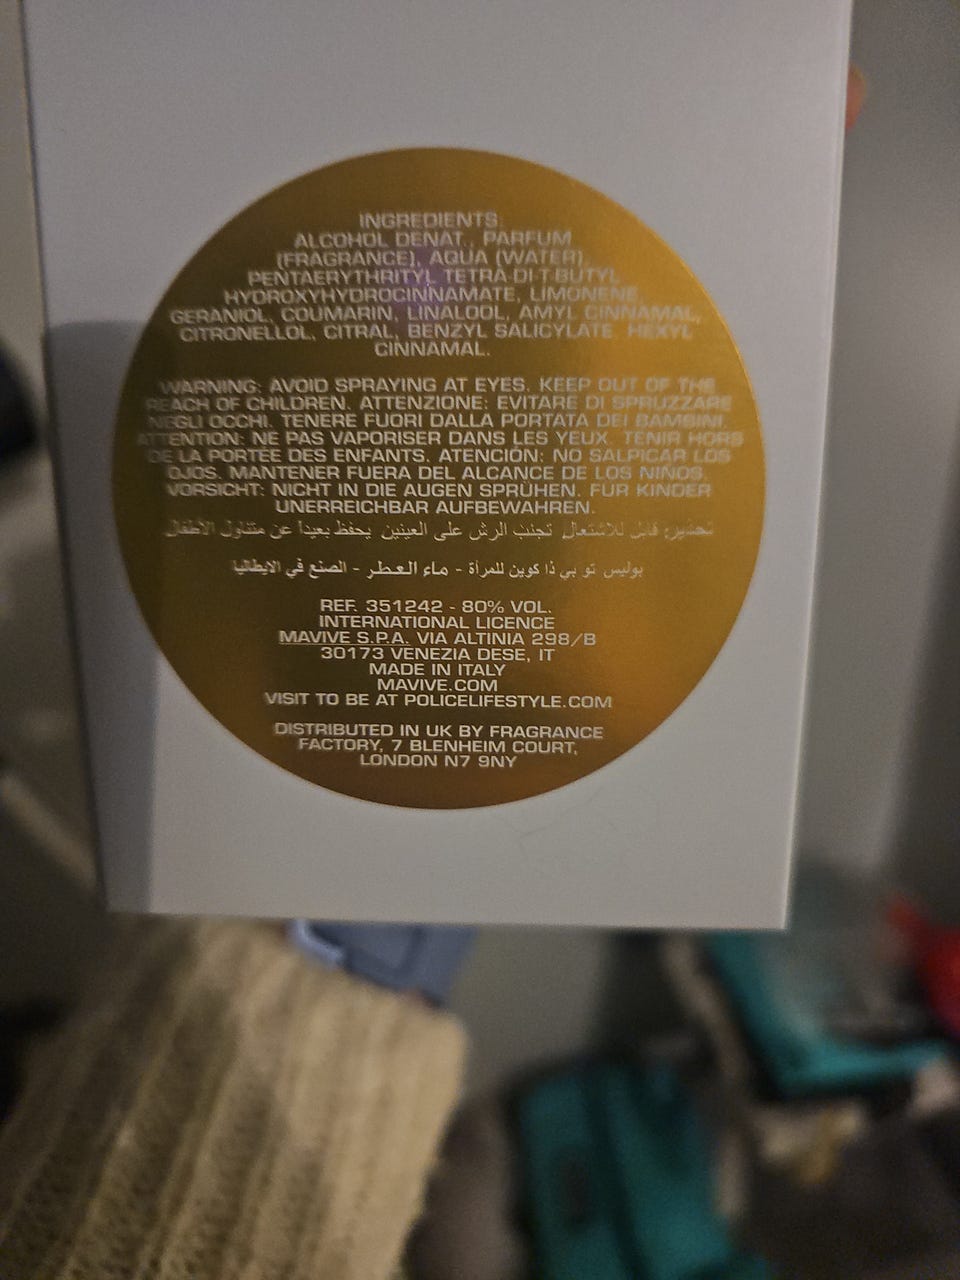 INGREDIENTS:
ALCOHOL DENAT., PARFUM
(FRAGRANCE), AQUA (WATER),
PENTAERYTHRITYL TETRA-DI-T-BUTYL
HYDROXYHYDROCINNAMATE, LIMONENE,
GERANIOL, COUMARIN, LINALOOL, AMYL CINNAMAL,
CITRONELLOL, CITRAL, BENZYL SALICYLATE, HEXYL
CINNAMAL.
WARNING: AVOID SPRAYING AT EYES. KEEP OUT OF THE
REACH OF CHILDREN. ATTENZIONE: EVITARE DI SPRUZZARE
NEGLI OCCHI. TENERE FUORI DALLA PORTATA DEI BAMBINI.
ATTENTION: NE PAS VAPORISER DANS LES YEUX. TENIR HORS
DE LA PORTÉE DES ENFANTS. ATENCIÓN: NO SALPICAR LOS
OJOS. MANTENER FUERA DEL ALCANCE DE LOS NIÑOS.
VORSICHT: NICHT IN DIE AUGEN SPRÜHEN. FÜR KINDER
UNERREICHBAR AUFBEWAHREN.
تحذير: قابل للاشتعال. تجنب الرش على العينين. يحفظ بعيداً عن متناول الأطفال
بوليس تو بي ذا كوين للمرأة - ماء العطر - الصنع في الايطاليا
REF. 351242 - 80% VOL.
INTERNATIONAL LICENCE
MAVIVE S.P.A. VIA ALTINIA 298/B
30173 VENEZIA DESE, IT
MADE IN ITALY
MAVIVE.COM
VISIT TO BE AT POLICELIFESTYLE.COM
DISTRIBUTED IN UK BY FRAGRANCE
FACTORY, 7 BLENHEIM COURT,
LONDON N7 9NY